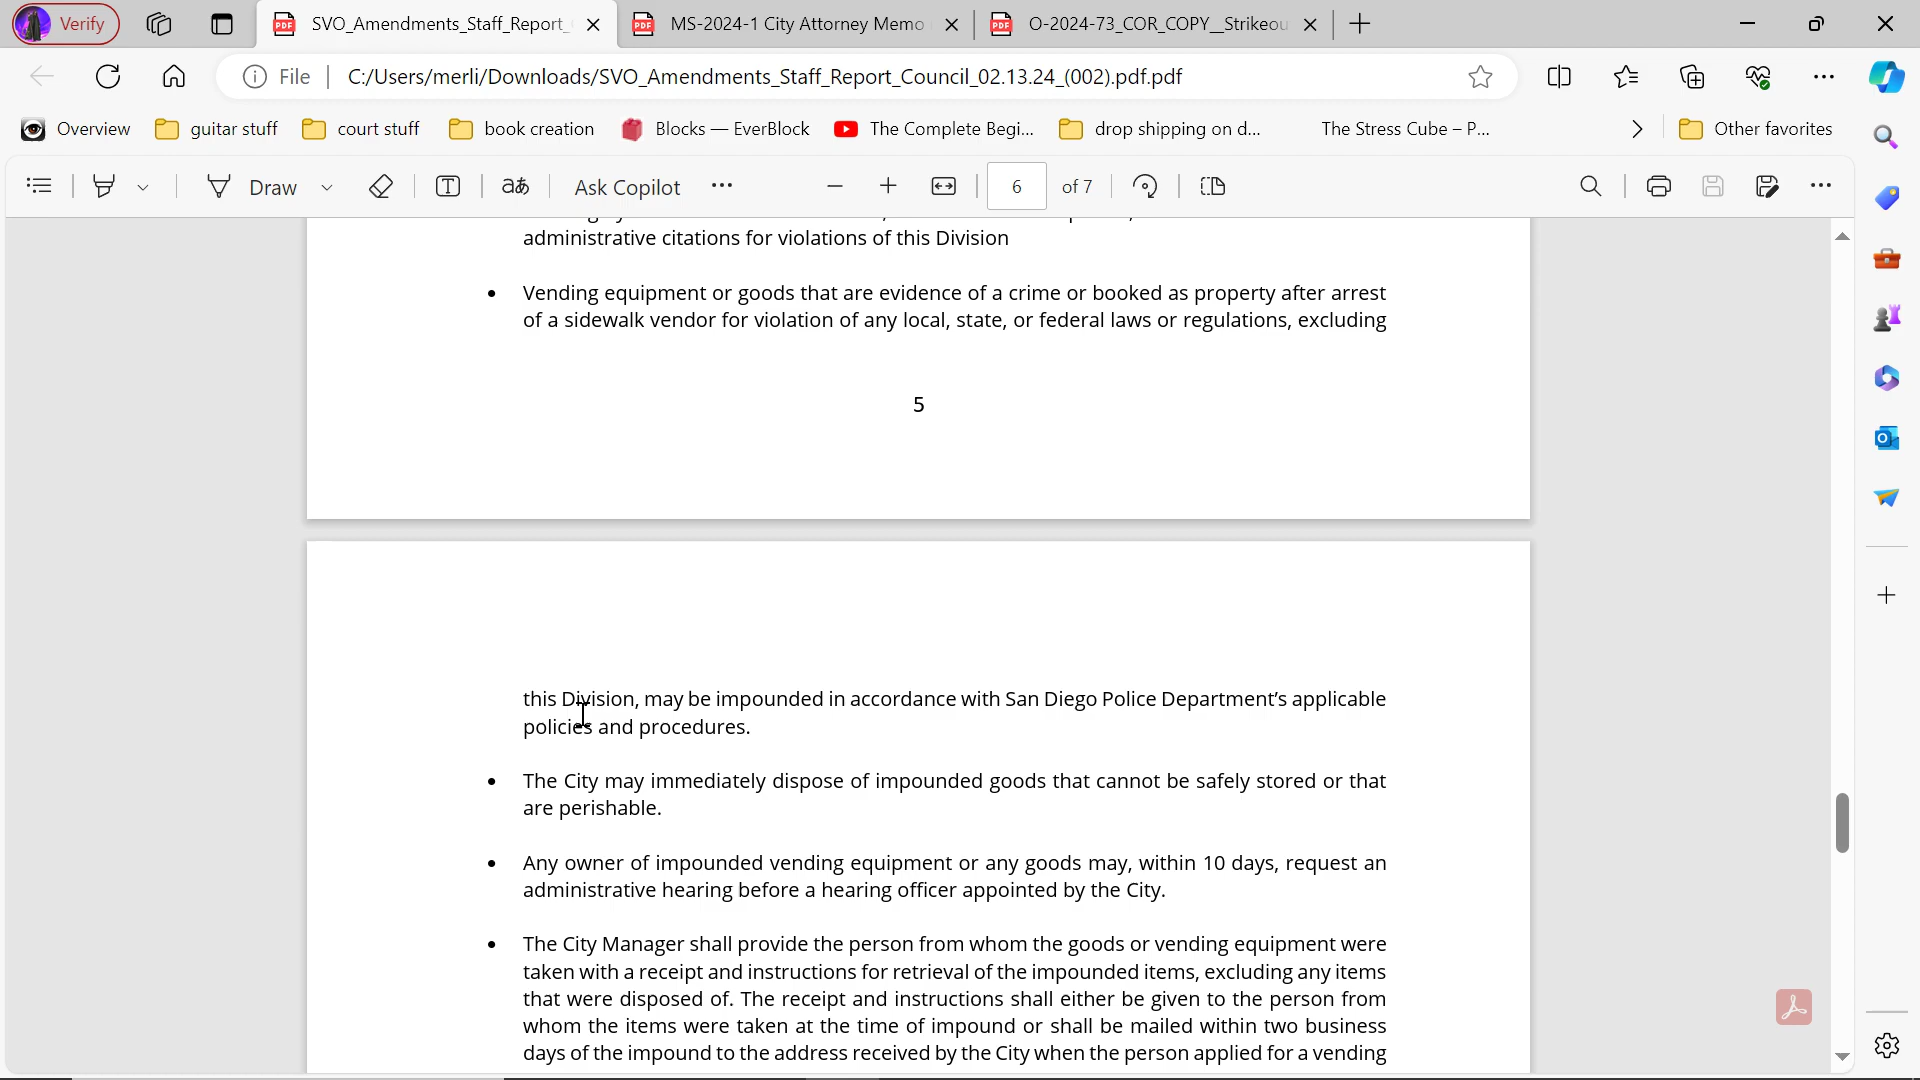 Verify
SVO_Amendments_Staff_Report_
MS-2024-1 City Attorney Memo
O-2024-73_COR_COPY__Strikeou
File
C:/Users/merli/Downloads/SVO_Amendments_Staff_Report_Council_02.13.24_(002).pdf.pdf
Overview
guitar stuff
court stuff
book creation
Blocks — EverBlock
The Complete Begi...
drop shipping on d...
The Stress Cube – P...
Other favorites
Draw
aあ
Ask Copilot
6
of 7
administrative citations for violations of this Division
• Vending equipment or goods that are evidence of a crime or booked as property after arrest
of a sidewalk vendor for violation of any local, state, or federal laws or regulations, excluding
5
this Division, may be impounded in accordance with San Diego Police Department’s applicable
policies and procedures.
• The City may immediately dispose of impounded goods that cannot be safely stored or that
are perishable.
• Any owner of impounded vending equipment or any goods may, within 10 days, request an
administrative hearing before a hearing officer appointed by the City.
• The City Manager shall provide the person from whom the goods or vending equipment were
taken with a receipt and instructions for retrieval of the impounded items, excluding any items
that were disposed of. The receipt and instructions shall either be given to the person from
whom the items were taken at the time of impound or shall be mailed within two business
days of the impound to the address received by the City when the person applied for a vending